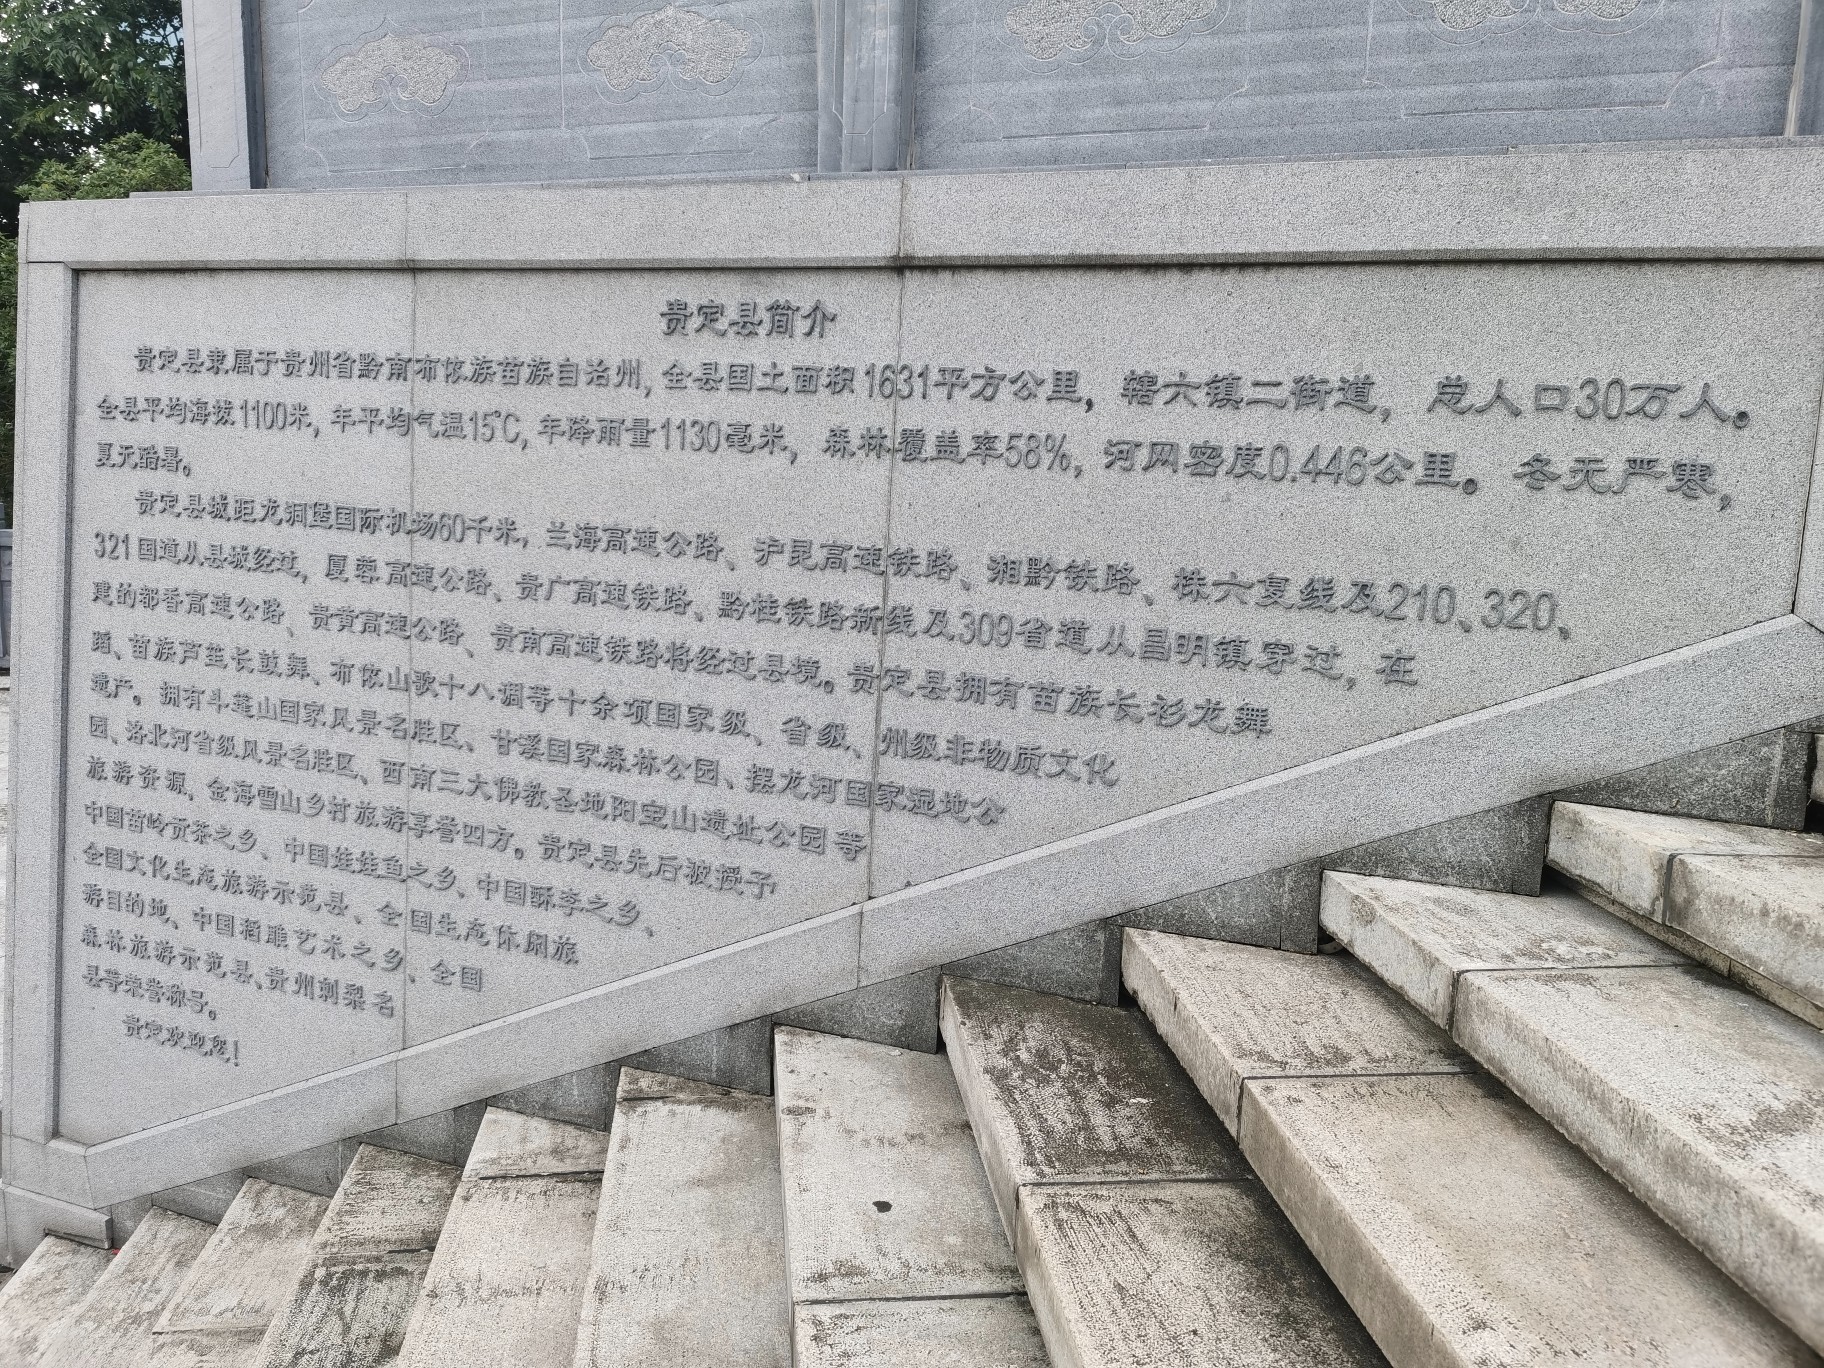 贵定县简介
贵定县隶属于贵州省黔南布依族苗族自治州，全县国土面积1631平方公里，辖六镇二街道，总人口30万人。
全县平均海拔1100米，年平均气温15℃，年降雨量1130毫米，森林覆盖率58%，河网密度0.446公里。冬无严寒，
夏无酷暑。
贵定县城距龙洞堡国际机场60千米，兰海高速公路、沪昆高速铁路、湘黔铁路、株六复线及210、320、
321国道从县城经过，厦蓉高速公路、贵广高速铁路、黔桂铁路新线及309省道从昌明镇穿过，在
建的都香高速公路、贵黄高速公路、贵南高速铁路将经过县境。贵定县拥有苗族长衫龙舞
蹈、苗族芦笙长鼓舞、布依山歌十八调等十余项国家级、省级、州级非物质文化
遗产。拥有斗篷山国家风景名胜区、甘溪国家森林公园、摆龙河国家湿地公
园、洛北河省级风景名胜区、西南三大佛教圣地阳宝山遗址公园等
旅游资源、金海雪山乡村旅游享誉四方。贵定县先后被授予
中国苗岭贡茶之乡、中国娃娃鱼之乡、中国酥李之乡、
全国文化生态旅游示范县、全国生态休闲旅
游目的地、中国稻雕艺术之乡、全国
森林旅游示范县、贵州刺梨名
县等荣誉称号。
贵定欢迎您！